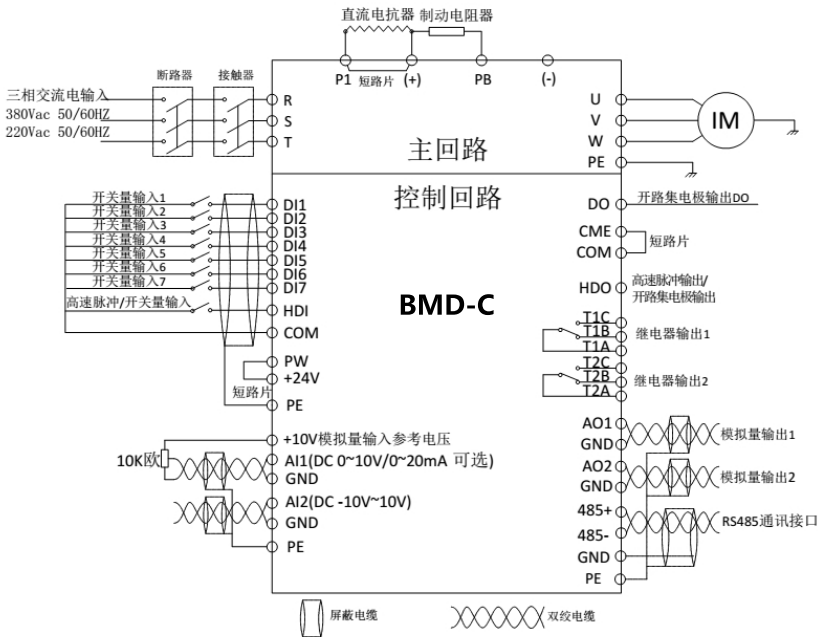 直流电抗器 制动电阻器
P1 短路片 (+) PB (-)
断路器 接触器
三相交流电输入
380Vac 50/60HZ
220Vac 50/60HZ
R
S
T
主回路
U
V
W
PE
IM
控制回路
BMD-C
开关量输入1
开关量输入2
开关量输入3
开关量输入4
开关量输入5
开关量输入6
开关量输入7
高速脉冲/开关量输入
DI1
DI2
DI3
DI4
DI5
DI6
DI7
HDI
COM
PW
+24V
短路片
PE
+10V模拟量输入参考电压
10K欧
AI1(DC 0~10V/0~20mA 可选)
GND
AI2(DC -10V~10V)
GND
PE
DO 开路集电极输出DO
CME
COM
短路片
HDO
高速脉冲输出/
开路集电极输出
T1C
T1B
T1A
继电器输出1
T2C
T2B
T2A
继电器输出2
AO1
GND
模拟量输出1
AO2
GND
模拟量输出2
485+
485-
RS485通讯接口
GND
PE
屏蔽电缆 双绞电缆